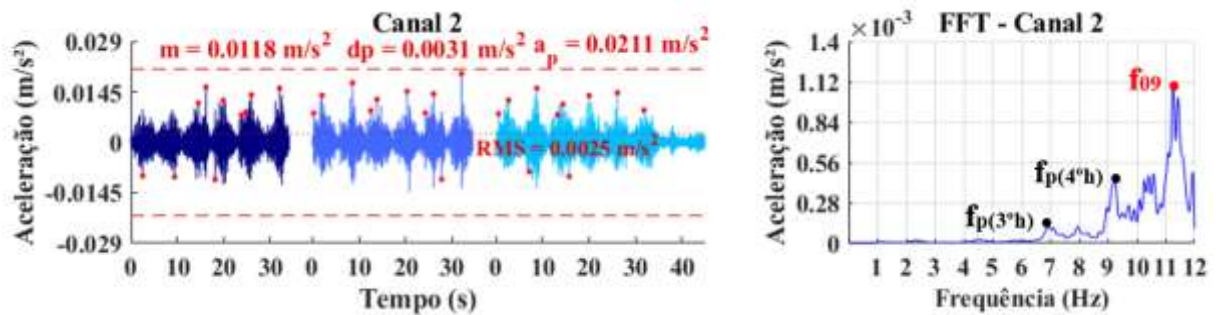 Canal 2
m = 0.0118 m/s² dp = 0.0031 m/s² aₚ = 0.0211 m/s²
Aceleração (m/s²)
0.029
0.0145
0
-0.0145
-0.029
RMS = 0.0025 m/s²
0 10 20 30 0 10 20 30 0 10 20 30 40
Tempo (s)
×10⁻³ FFT - Canal 2
Aceleração (m/s²)
1.4
1.12
0.84
0.56
0.28
0
f09
fp(4ºh)
fp(3ºh)
1 2 3 4 5 6 7 8 9 10 11 12
Frequência (Hz)